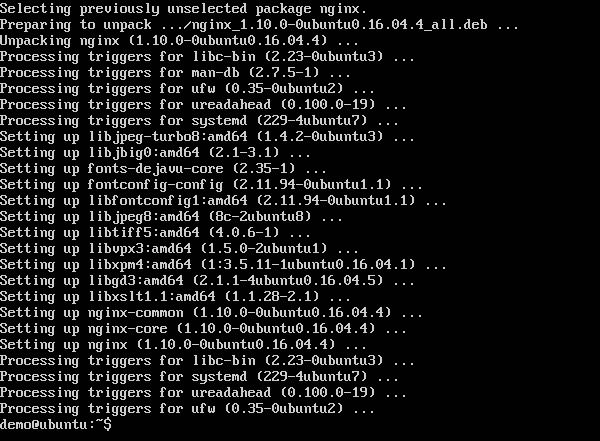 Selecting previously unselected package nginx.
Preparing to unpack .../nginx_1.10.0-0ubuntu0.16.04.4_all.deb ...
Unpacking nginx (1.10.0-0ubuntu0.16.04.4) ...
Processing triggers for libc-bin (2.23-0ubuntu3) ...
Processing triggers for man-db (2.7.5-1) ...
Processing triggers for ufw (0.35-0ubuntu2) ...
Processing triggers for ureadahead (0.100.0-19) ...
Processing triggers for systemd (229-4ubuntu7) ...
Setting up libjpeg-turbo8:amd64 (1.4.2-0ubuntu3) ...
Setting up libjbig0:amd64 (2.1-3.1) ...
Setting up fonts-dejavu-core (2.35-1) ...
Setting up fontconfig-config (2.11.94-0ubuntu1.1) ...
Setting up libfontconfig1:amd64 (2.11.94-0ubuntu1.1) ...
Setting up libjpeg8:amd64 (8c-2ubuntu8) ...
Setting up libtiff5:amd64 (4.0.6-1) ...
Setting up libvpx3:amd64 (1.5.0-2ubuntu1) ...
Setting up libxpm4:amd64 (1:3.5.11-1ubuntu0.16.04.1) ...
Setting up libgd3:amd64 (2.1.1-4ubuntu0.16.04.5) ...
Setting up libxslt1.1:amd64 (1.1.28-2.1) ...
Setting up nginx-common (1.10.0-0ubuntu0.16.04.4) ...
Setting up nginx-core (1.10.0-0ubuntu0.16.04.4) ...
Setting up nginx (1.10.0-0ubuntu0.16.04.4) ...
Processing triggers for libc-bin (2.23-0ubuntu3) ...
Processing triggers for systemd (229-4ubuntu7) ...
Processing triggers for ureadahead (0.100.0-19) ...
Processing triggers for ufw (0.35-0ubuntu2) ...
demo@ubuntu:~$